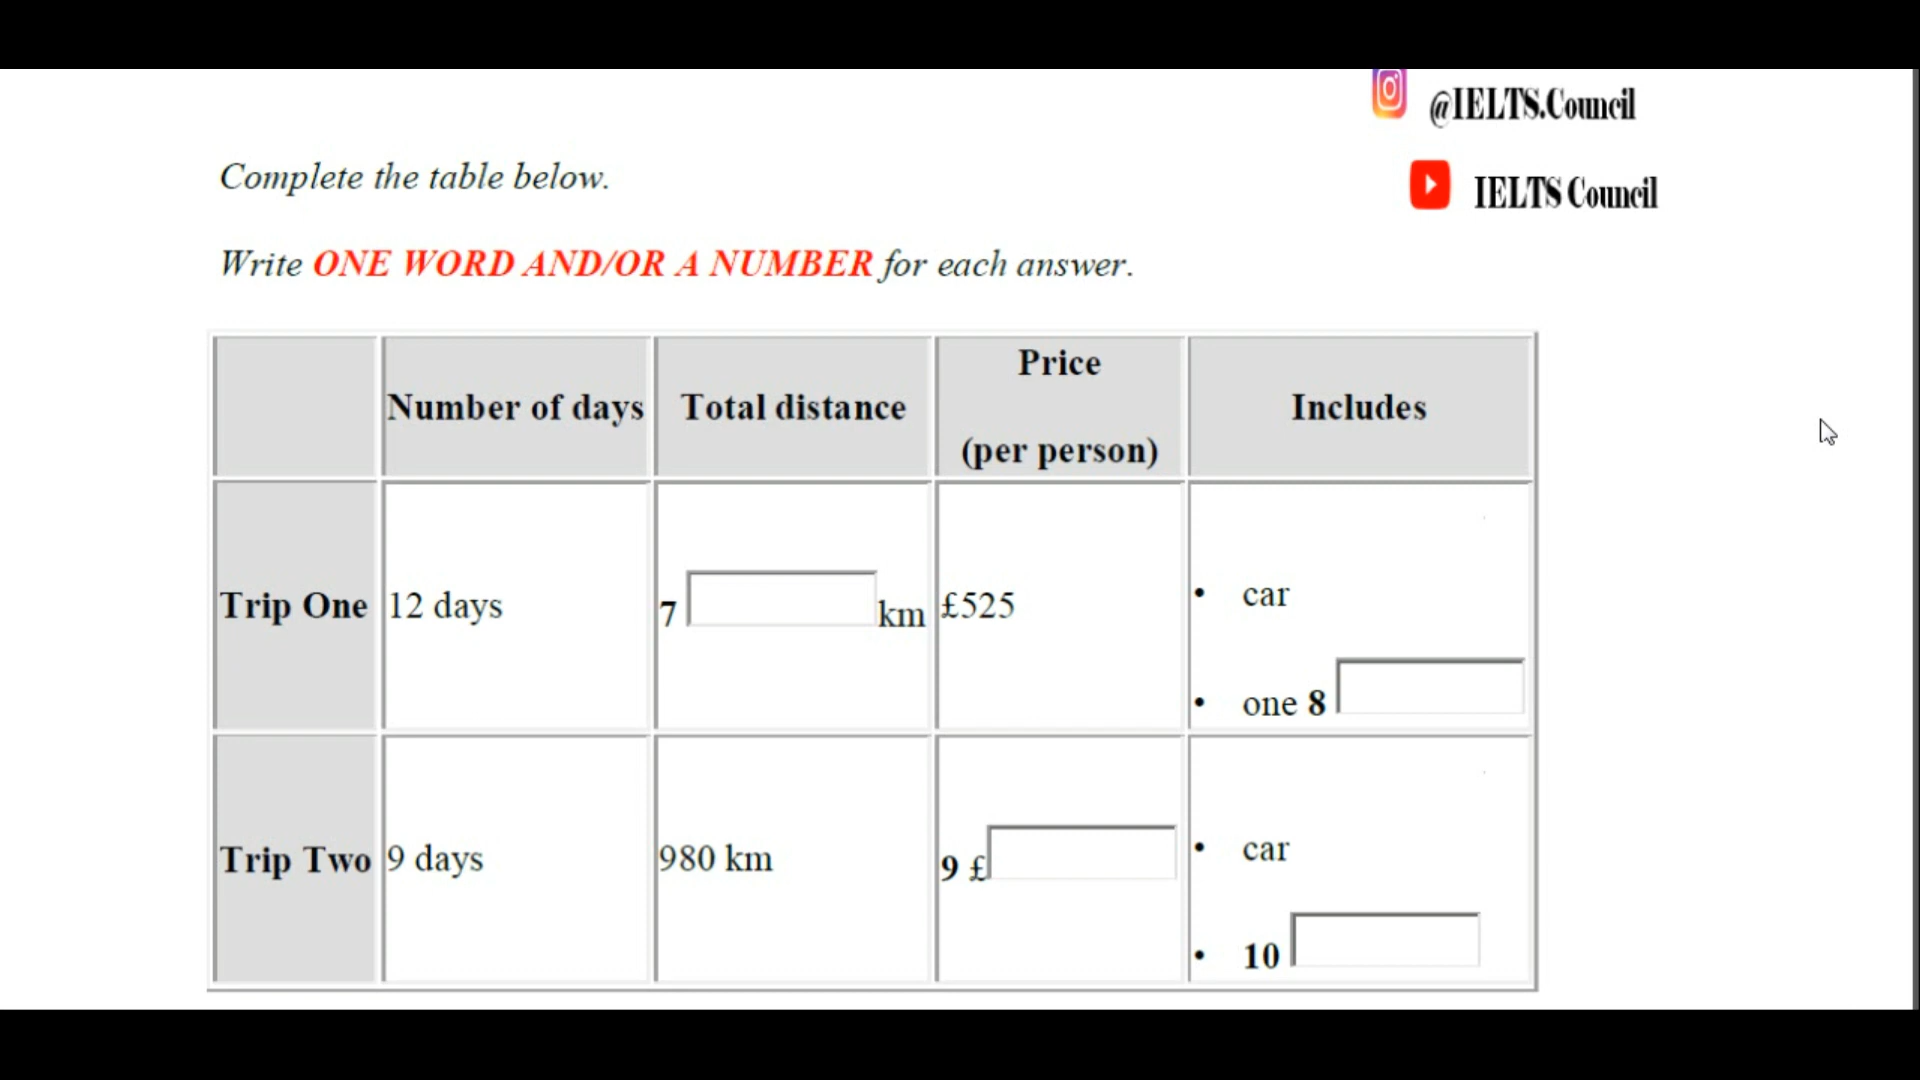 @IELTS.Council
IELTS Council
Complete the table below.
Write ONE WORD AND/OR A NUMBER for each answer.
Number of days
Total distance
Price
(per person)
Includes
Trip One
12 days
7 km
£525
• car
• one 8
Trip Two
9 days
980 km
9 £
• car
• 10